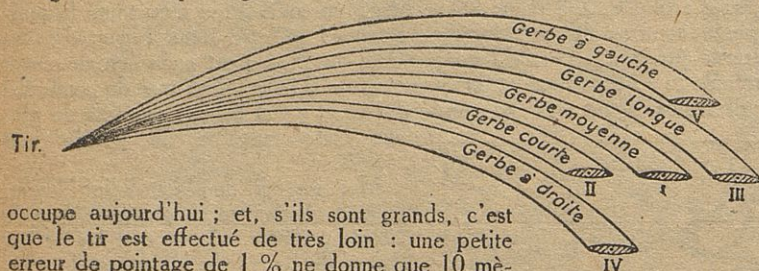 Gerbe à gauche
Gerbe longue
Gerbe moyenne
Gerbe courte
Gerbe à droite
Tir.
V
II
I
III
IV
occupe aujourd'hui ; et, s'ils sont grands, c'est
que le tir est effectué de très loin : une petite
erreur de pointage de 1 % ne donne que 10 mè-